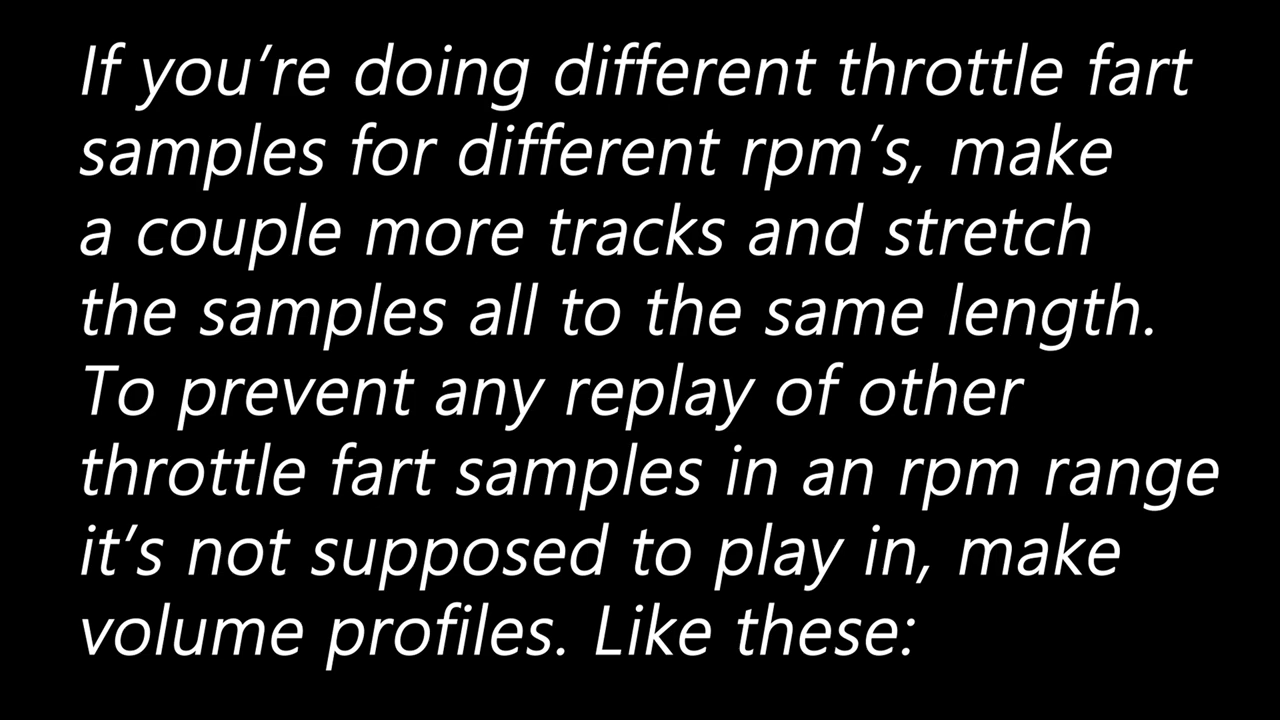 If you’re doing different throttle fart
samples for different rpm’s, make
a couple more tracks and stretch
the samples all to the same length.
To prevent any replay of other
throttle fart samples in an rpm range
it’s not supposed to play in, make
volume profiles. Like these: